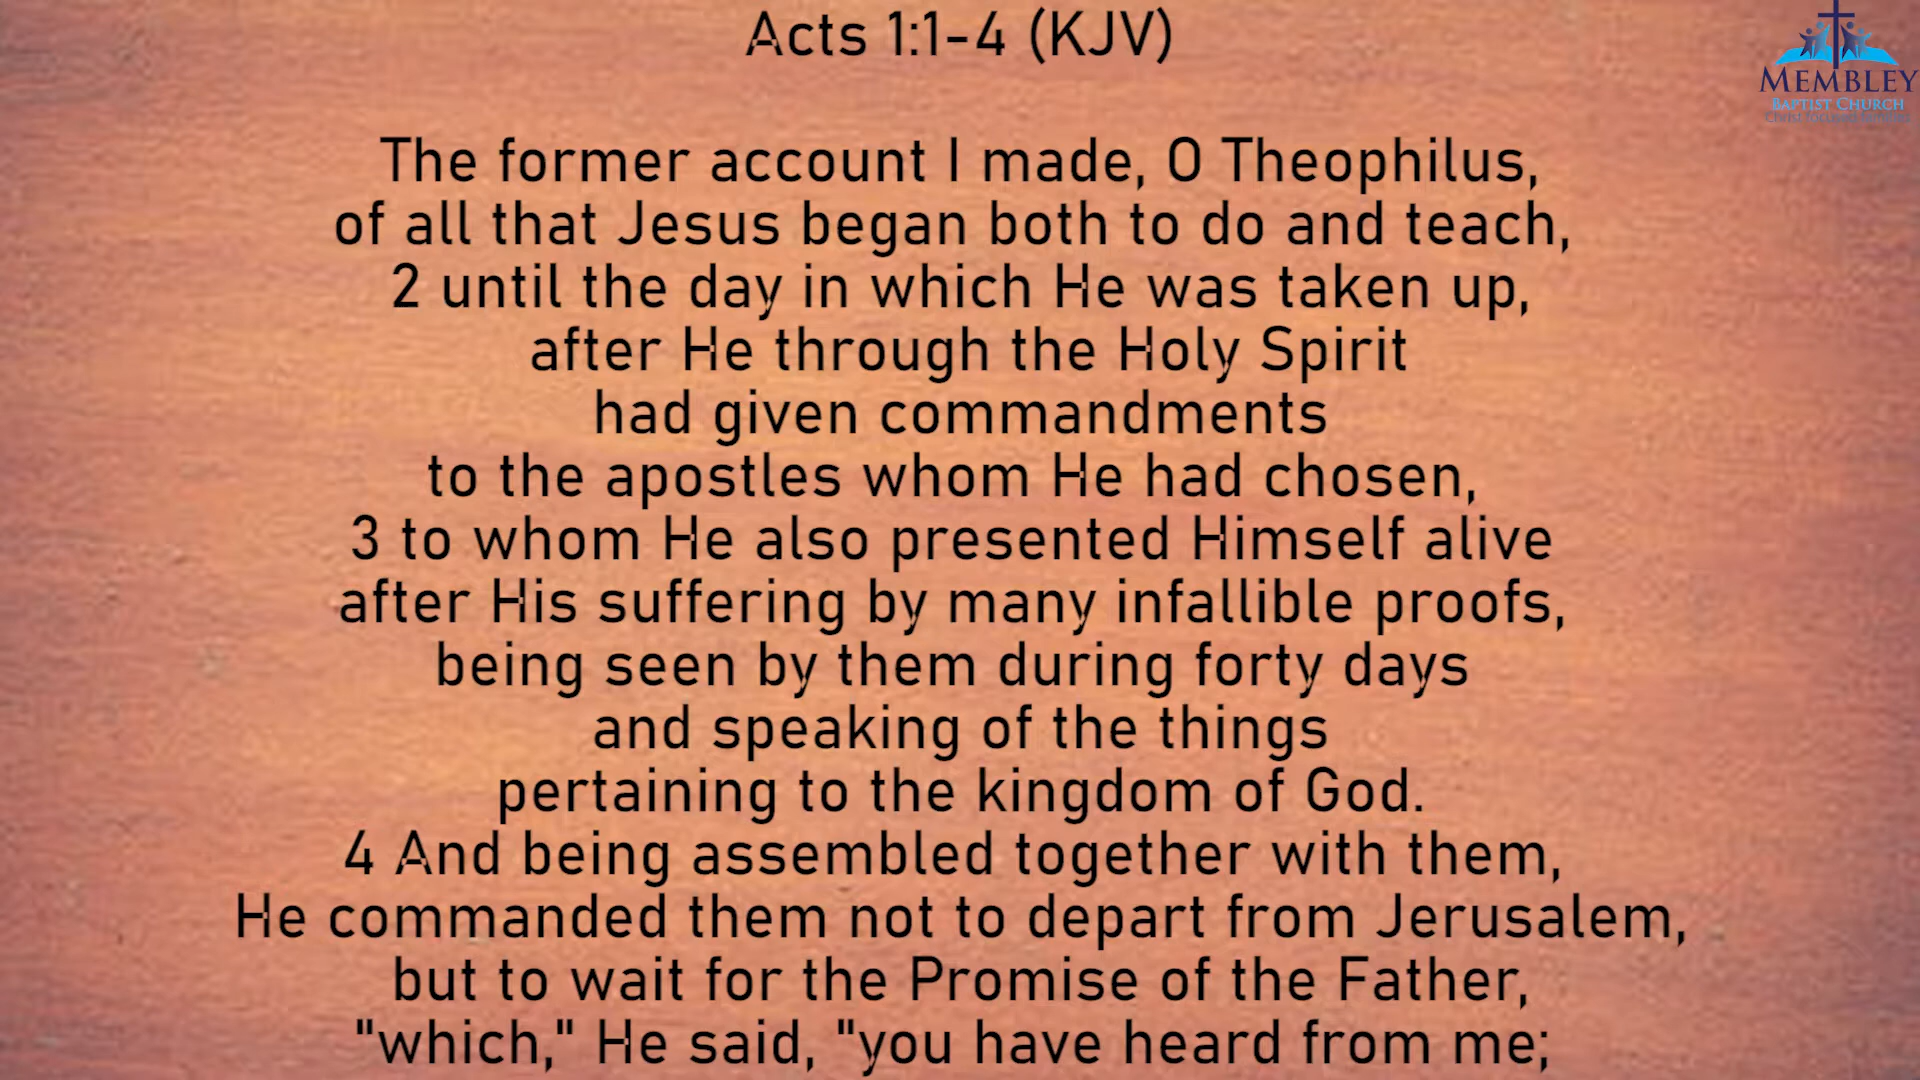 Acts 1:1-4 (KJV)
MEMBLEY
BAPTIST CHURCH
The former account I made, O Theophilus,
of all that Jesus began both to do and teach,
2 until the day in which He was taken up,
after He through the Holy Spirit
had given commandments
to the apostles whom He had chosen,
3 to whom He also presented Himself alive
after His suffering by many infallible proofs,
being seen by them during forty days
and speaking of the things
pertaining to the kingdom of God.
4 And being assembled together with them,
He commanded them not to depart from Jerusalem,
but to wait for the Promise of the Father,
"which," He said, "you have heard from me;